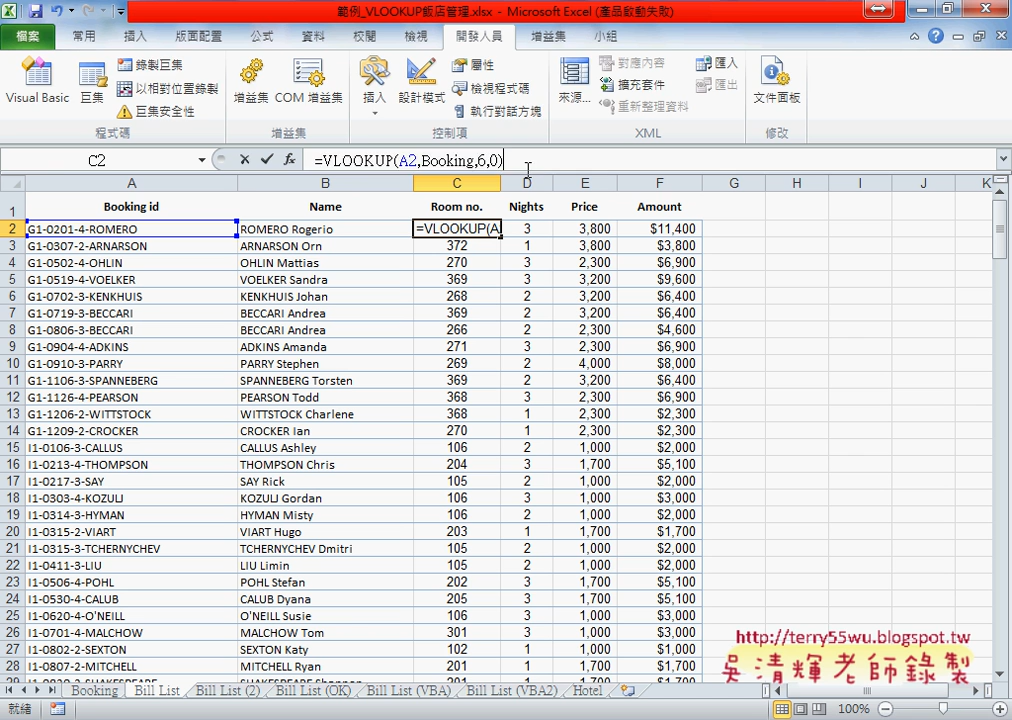 範例_VLOOKUP飯店管理.xlsx - Microsoft Excel (產品啟動失敗)
檔案 常用 插入 版面配置 公式 資料 校閱 檢視 開發人員 增益集 小組
Visual Basic 巨集 錄製巨集 以相對位置錄製 巨集安全性 增益集 COM 增益集 插入 設計模式 屬性 檢視程式碼 執行對話方塊 來源... 對應內容 擴充套件 重新整理資料 匯入 匯出 文件面板
程式碼 增益集 控制項 XML 修改
C2 fx =VLOOKUP(A2,Booking,6,0)
A B C D E F G H I J K
1 Booking id Name Room no. Nights Price Amount
2 G1-0201-4-ROMERO ROMERO Rogerio =VLOOKUP(A 3 3,800 $11,400
3 G1-0307-2-ARNARSON ARNARSON Orn 372 1 3,800 $3,800
4 G1-0502-4-OHLIN OHLIN Mattias 270 3 2,300 $6,900
5 G1-0519-4-VOELKER VOELKER Sandra 369 3 3,200 $9,600
6 G1-0702-3-KENKHUIS KENKHUIS Johan 268 2 3,200 $6,400
7 G1-0719-3-BECCARI BECCARI Andrea 369 2 3,200 $6,400
8 G1-0806-3-BECCARI BECCARI Andrea 266 2 2,300 $4,600
9 G1-0904-4-ADKINS ADKINS Amanda 271 3 2,300 $6,900
10 G1-0910-3-PARRY PARRY Stephen 269 2 4,000 $8,000
11 G1-1106-3-SPANNEBERG SPANNEBERG Torsten 369 2 3,200 $6,400
12 G1-1126-4-PEARSON PEARSON Todd 368 3 2,300 $6,900
13 G1-1206-2-WITTSTOCK WITTSTOCK Charlene 368 1 2,300 $2,300
14 G1-1209-2-CROCKER CROCKER Ian 270 1 2,300 $2,300
15 I1-0106-3-CALLUS CALLUS Ashley 106 2 1,000 $2,000
16 I1-0213-4-THOMPSON THOMPSON Chris 204 3 1,700 $5,100
17 I1-0217-3-SAY SAY Rick 105 2 1,000 $2,000
18 I1-0303-4-KOZULJ KOZULJ Gordan 106 3 1,000 $3,000
19 I1-0314-3-HYMAN HYMAN Misty 106 2 1,000 $2,000
20 I1-0315-2-VIART VIART Hugo 203 1 1,700 $1,700
21 I1-0315-3-TCHERNYCHEV TCHERNYCHEV Dmitri 105 2 1,000 $2,000
22 I1-0411-3-LIU LIU Limin 105 2 1,000 $2,000
23 I1-0506-4-POHL POHL Stefan 202 3 1,700 $5,100
24 I1-0530-4-CALUB CALUB Dyana 205 3 1,700 $5,100
25 I1-0620-4-O'NEILL O'NEILL Susie 106 3 1,000 $3,000
26 I1-0701-4-MALCHOW MALCHOW Tom 301 3 1,000 $3,000
27 I1-0802-2-SEXTON SEXTON Katy 102 1 1,000 $1,000
28 I1-0807-2-MITCHELL MITCHELL Ryan 201 1 1,700 $1,700
http://terry55wu.blogspot.tw
吳清輝老師錄製
Booking Bill List Bill List (2) Bill List (OK) Bill List (VBA) Bill List (VBA2) Hotel
就緒 100%